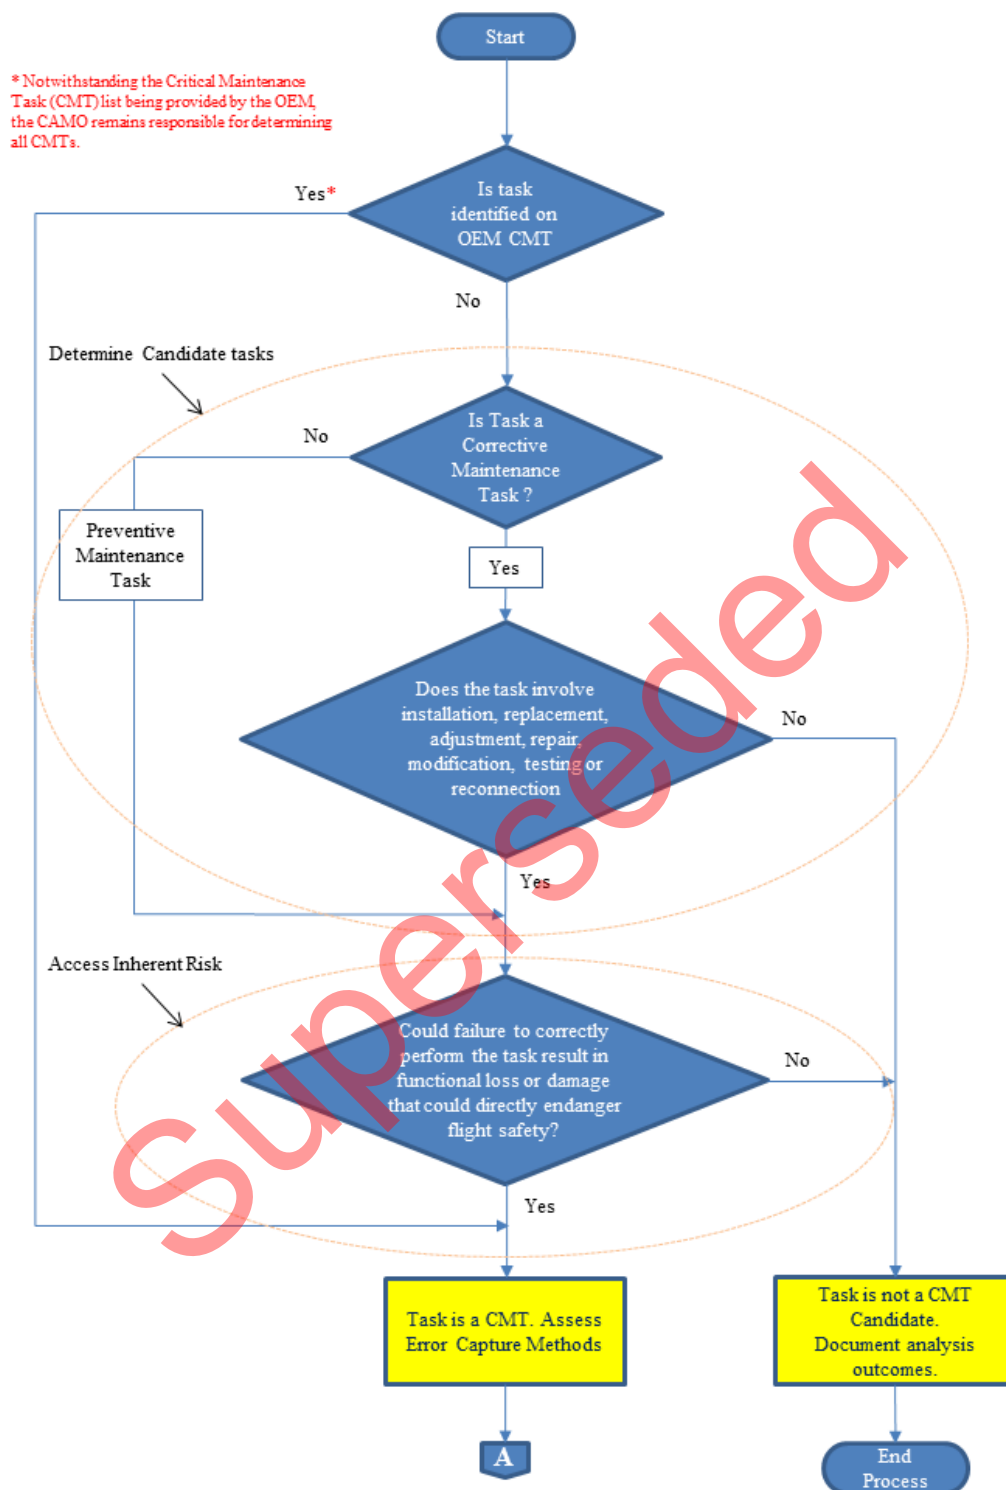 Start
* Notwithstanding the Critical Maintenance
Task (CMT) list being provided by the OEM,
the CAMO remains responsible for determining
all CMTs.
Is task
identified on
OEM CMT
Yes*
No
Determine Candidate tasks
Is Task a
Corrective
Maintenance
Task ?
No
Preventive
Maintenance
Task
Yes
Does the task involve
installation, replacement,
adjustment, repair,
modification, testing or
reconnection
No
Yes
Access Inherent Risk
Could failure to correctly
perform the task result in
functional loss or damage
that could directly endanger
flight safety?
No
Yes
Task is a CMT. Assess
Error Capture Methods
Task is not a CMT
Candidate.
Document analysis
outcomes.
A
End
Process
Superseded